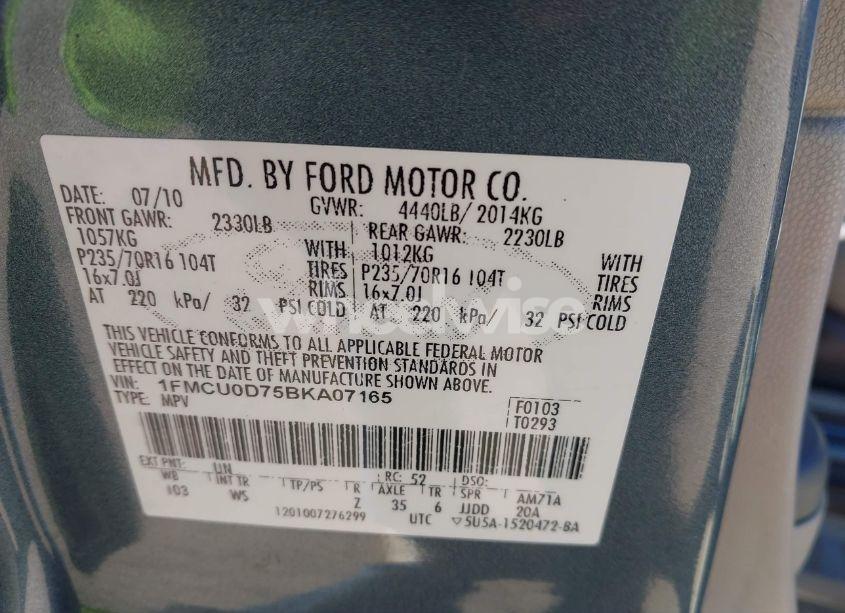 MFD. BY FORD MOTOR CO.
DATE: 07/10 GVWR: 4440LB/ 2014KG
FRONT GAWR: 2330LB REAR GAWR: 2230LB
1057KG WITH 1012KG WITH
P235/70R16 104T TIRES P235/70R16 104T TIRES
16x7.0J RIMS 16x7.0J RIMS
AT 220 kPa/ 32 PSI COLD AT 220 kPa/ 32 PSI COLD
wheelwise
THIS VEHICLE CONFORMS TO ALL APPLICABLE FEDERAL MOTOR
VEHICLE SAFETY AND THEFT PREVENTION STANDARDS IN
EFFECT ON THE DATE OF MANUFACTURE SHOWN ABOVE.
VIN: 1FMCU0D75BKA07165
TYPE: MPV
F0103
T0293
EXT PNT: UN RC: 52 DSO:
WB INT TR TP/PS R AXLE TR SPR AM71A
103 WS Z 35 6 JJDD 20A
1201007276299 UTC ▽5U5A-1520472-BA